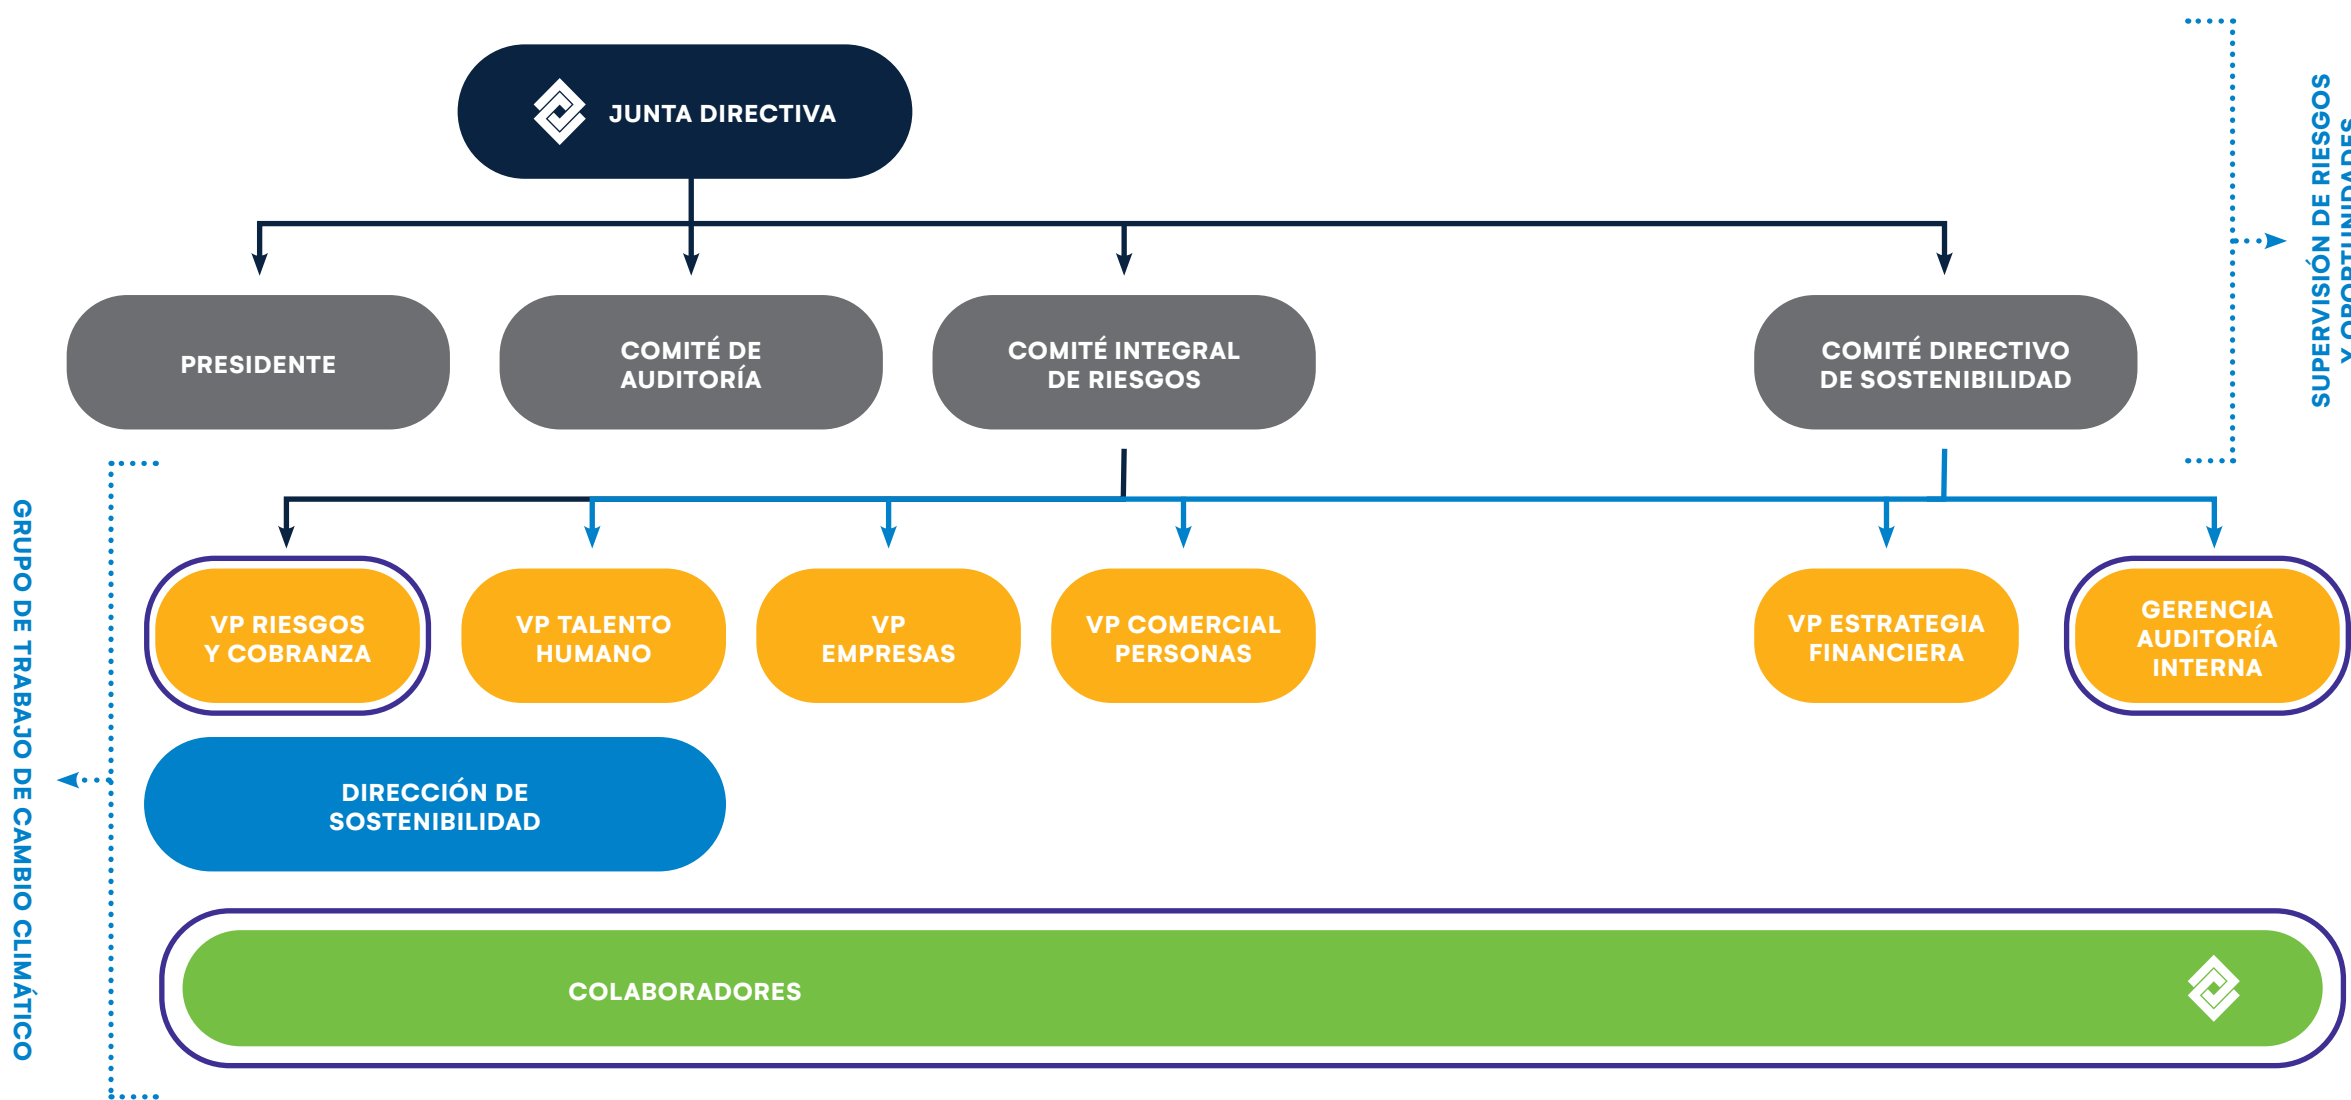 JUNTA DIRECTIVA
SUPERVISIÓN DE RIESGOS
Y OPORTUNIDADES
PRESIDENTE
COMITÉ DE
AUDITORÍA
COMITÉ INTEGRAL
DE RIESGOS
COMITÉ DIRECTIVO
DE SOSTENIBILIDAD
GRUPO DE TRABAJO DE CAMBIO CLIMÁTICO
VP RIESGOS
Y COBRANZA
VP TALENTO
HUMANO
VP
EMPRESAS
VP COMERCIAL
PERSONAS
VP ESTRATEGIA
FINANCIERA
GERENCIA
AUDITORÍA
INTERNA
DIRECCIÓN DE
SOSTENIBILIDAD
COLABORADORES